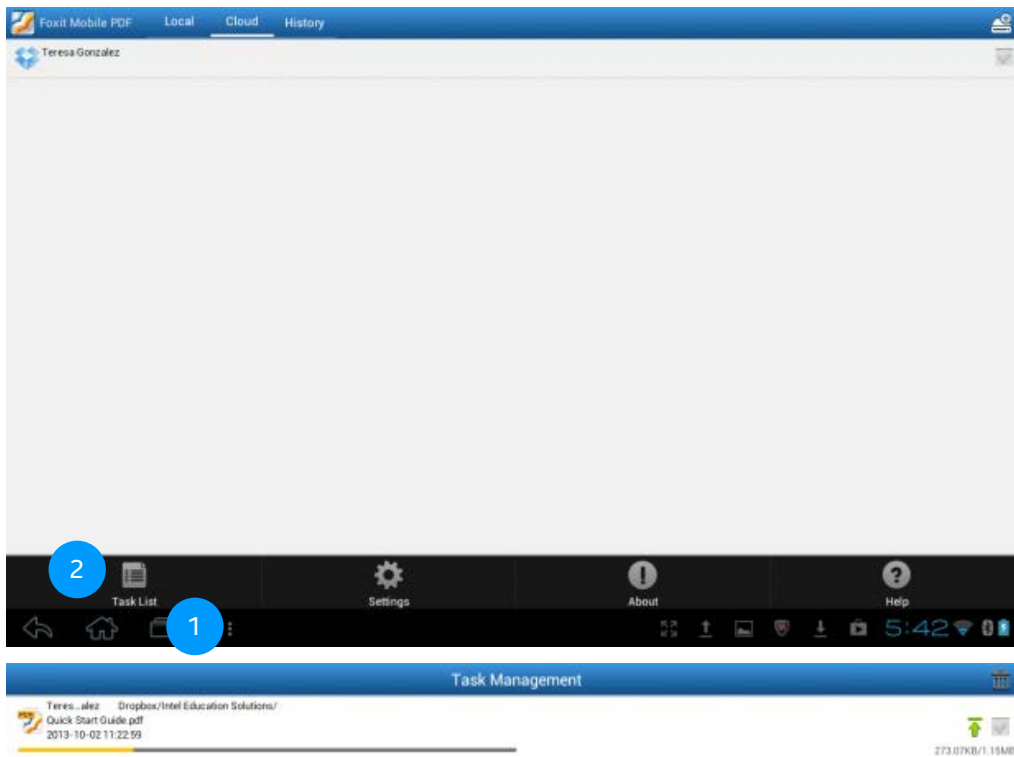 Foxit Mobile PDF Local Cloud History
Teresa Gonzalez
2
Task List Settings About Help
1
5:42
Task Management
Teres...alez Dropbox/Intel Education Solutions/
Quick Start Guide.pdf
2013-10-02 11:22:59
273.07KB/1.15MB